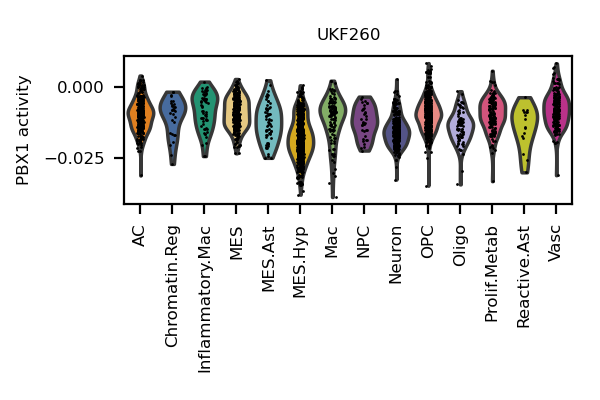 UKF260
PBX1 activity
0.000
−0.025
AC
Chromatin.Reg
Inflammatory.Mac
MES
MES.Ast
MES.Hyp
Mac
NPC
Neuron
OPC
Oligo
Prolif.Metab
Reactive.Ast
Vasc